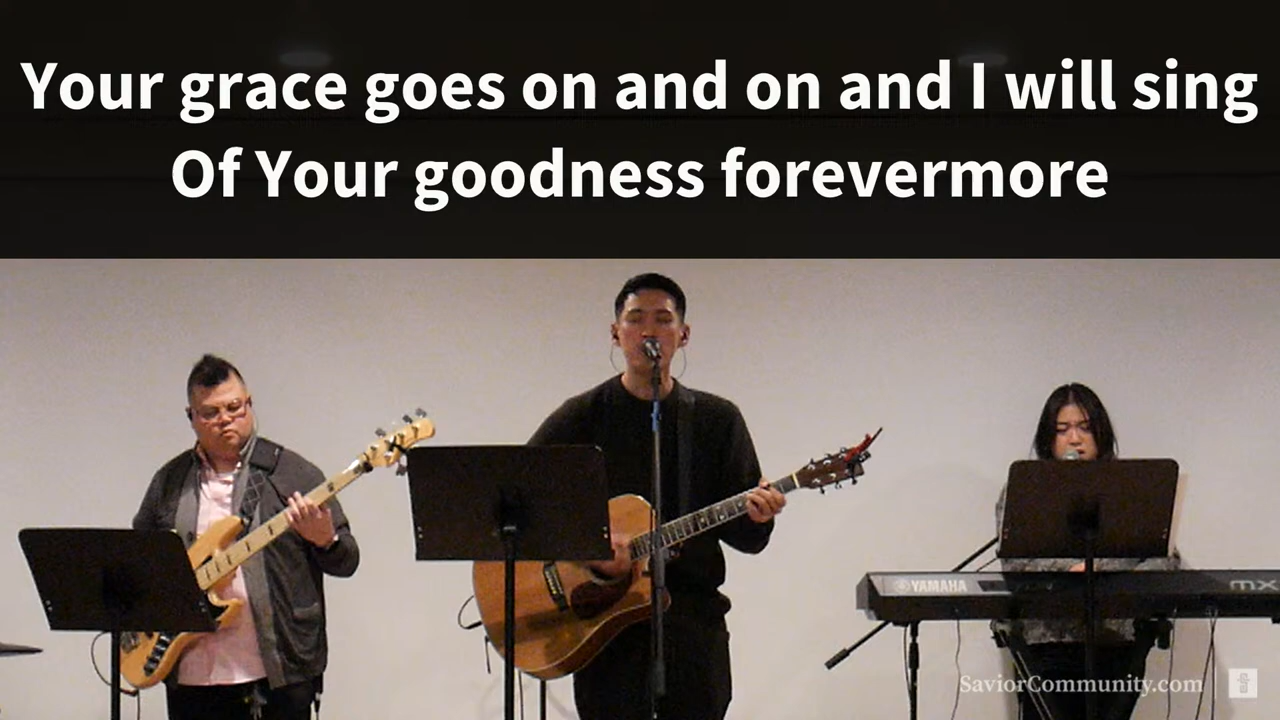 Your grace goes on and on and I will sing
Of Your goodness forevermore
YAMAHA
MX
SaviorCommunity.com